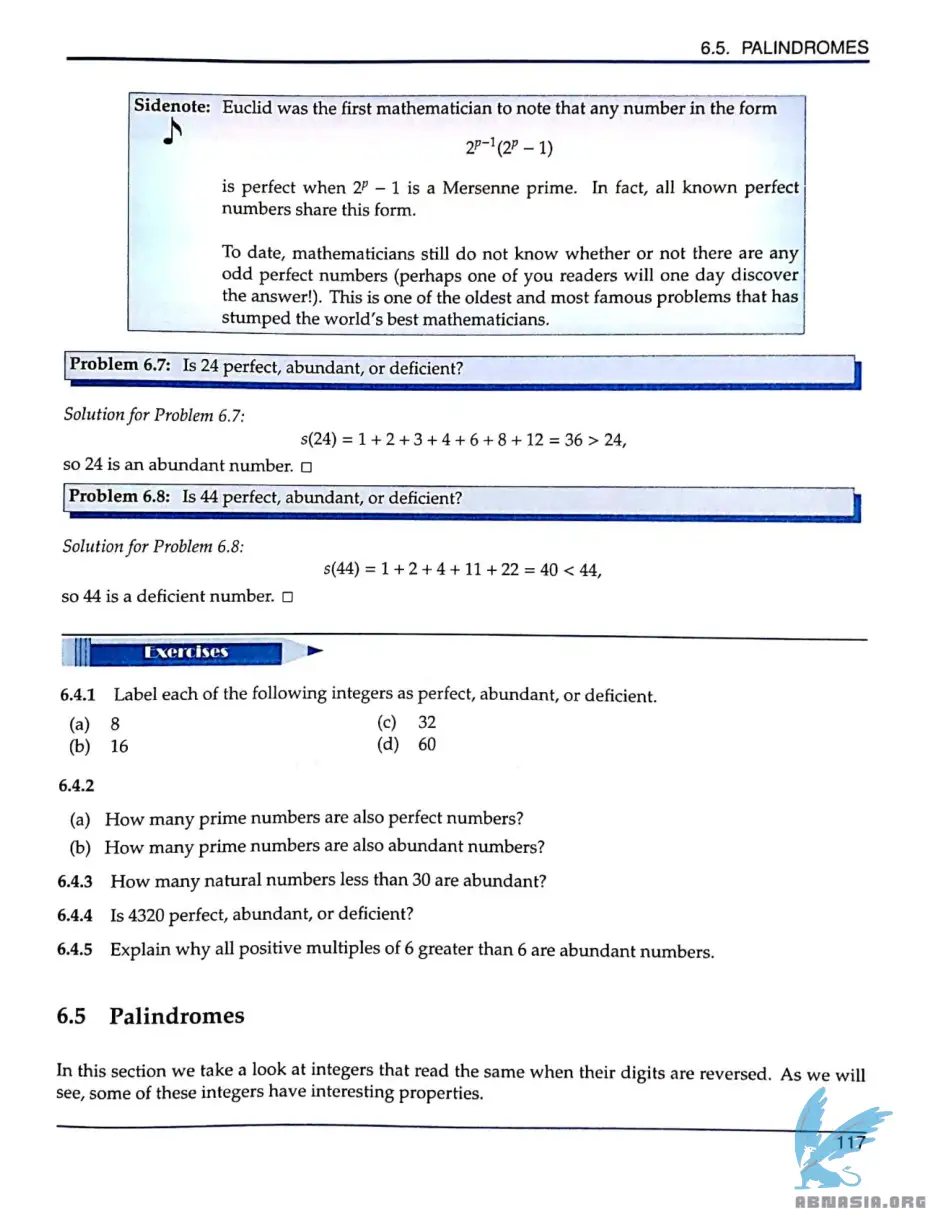 6.5. PALINDROMES
Sidenote: Euclid was the first mathematician to note that any number in the form
2^{p−1}(2^p − 1)
is perfect when 2^p − 1 is a Mersenne prime. In fact, all known perfect
numbers share this form.
To date, mathematicians still do not know whether or not there are any
odd perfect numbers (perhaps one of you readers will one day discover
the answer!). This is one of the oldest and most famous problems that has
stumped the world's best mathematicians.
Problem 6.7: Is 24 perfect, abundant, or deficient?
Solution for Problem 6.7:
s(24) = 1 + 2 + 3 + 4 + 6 + 8 + 12 = 36 > 24,
so 24 is an abundant number. □
Problem 6.8: Is 44 perfect, abundant, or deficient?
Solution for Problem 6.8:
s(44) = 1 + 2 + 4 + 11 + 22 = 40 < 44,
so 44 is a deficient number. □
Exercises
6.4.1 Label each of the following integers as perfect, abundant, or deficient.
(a) 8 (c) 32
(b) 16 (d) 60
6.4.2
(a) How many prime numbers are also perfect numbers?
(b) How many prime numbers are also abundant numbers?
6.4.3 How many natural numbers less than 30 are abundant?
6.4.4 Is 4320 perfect, abundant, or deficient?
6.4.5 Explain why all positive multiples of 6 greater than 6 are abundant numbers.
6.5 Palindromes
In this section we take a look at integers that read the same when their digits are reversed. As we will
see, some of these integers have interesting properties.
117
ABNASIA.ORG